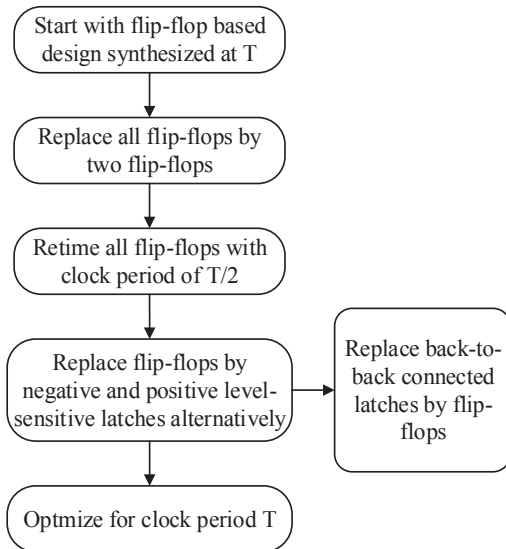 Start with flip-flop based
design synthesized at T
Replace all flip-flops by
two flip-flops
Retime all flip-flops with
clock period of T/2
Replace flip-flops by
negative and positive level-
sensitive latches alternatively
Replace back-to-
back connected
latches by flip-
flops
Optmize for clock period T